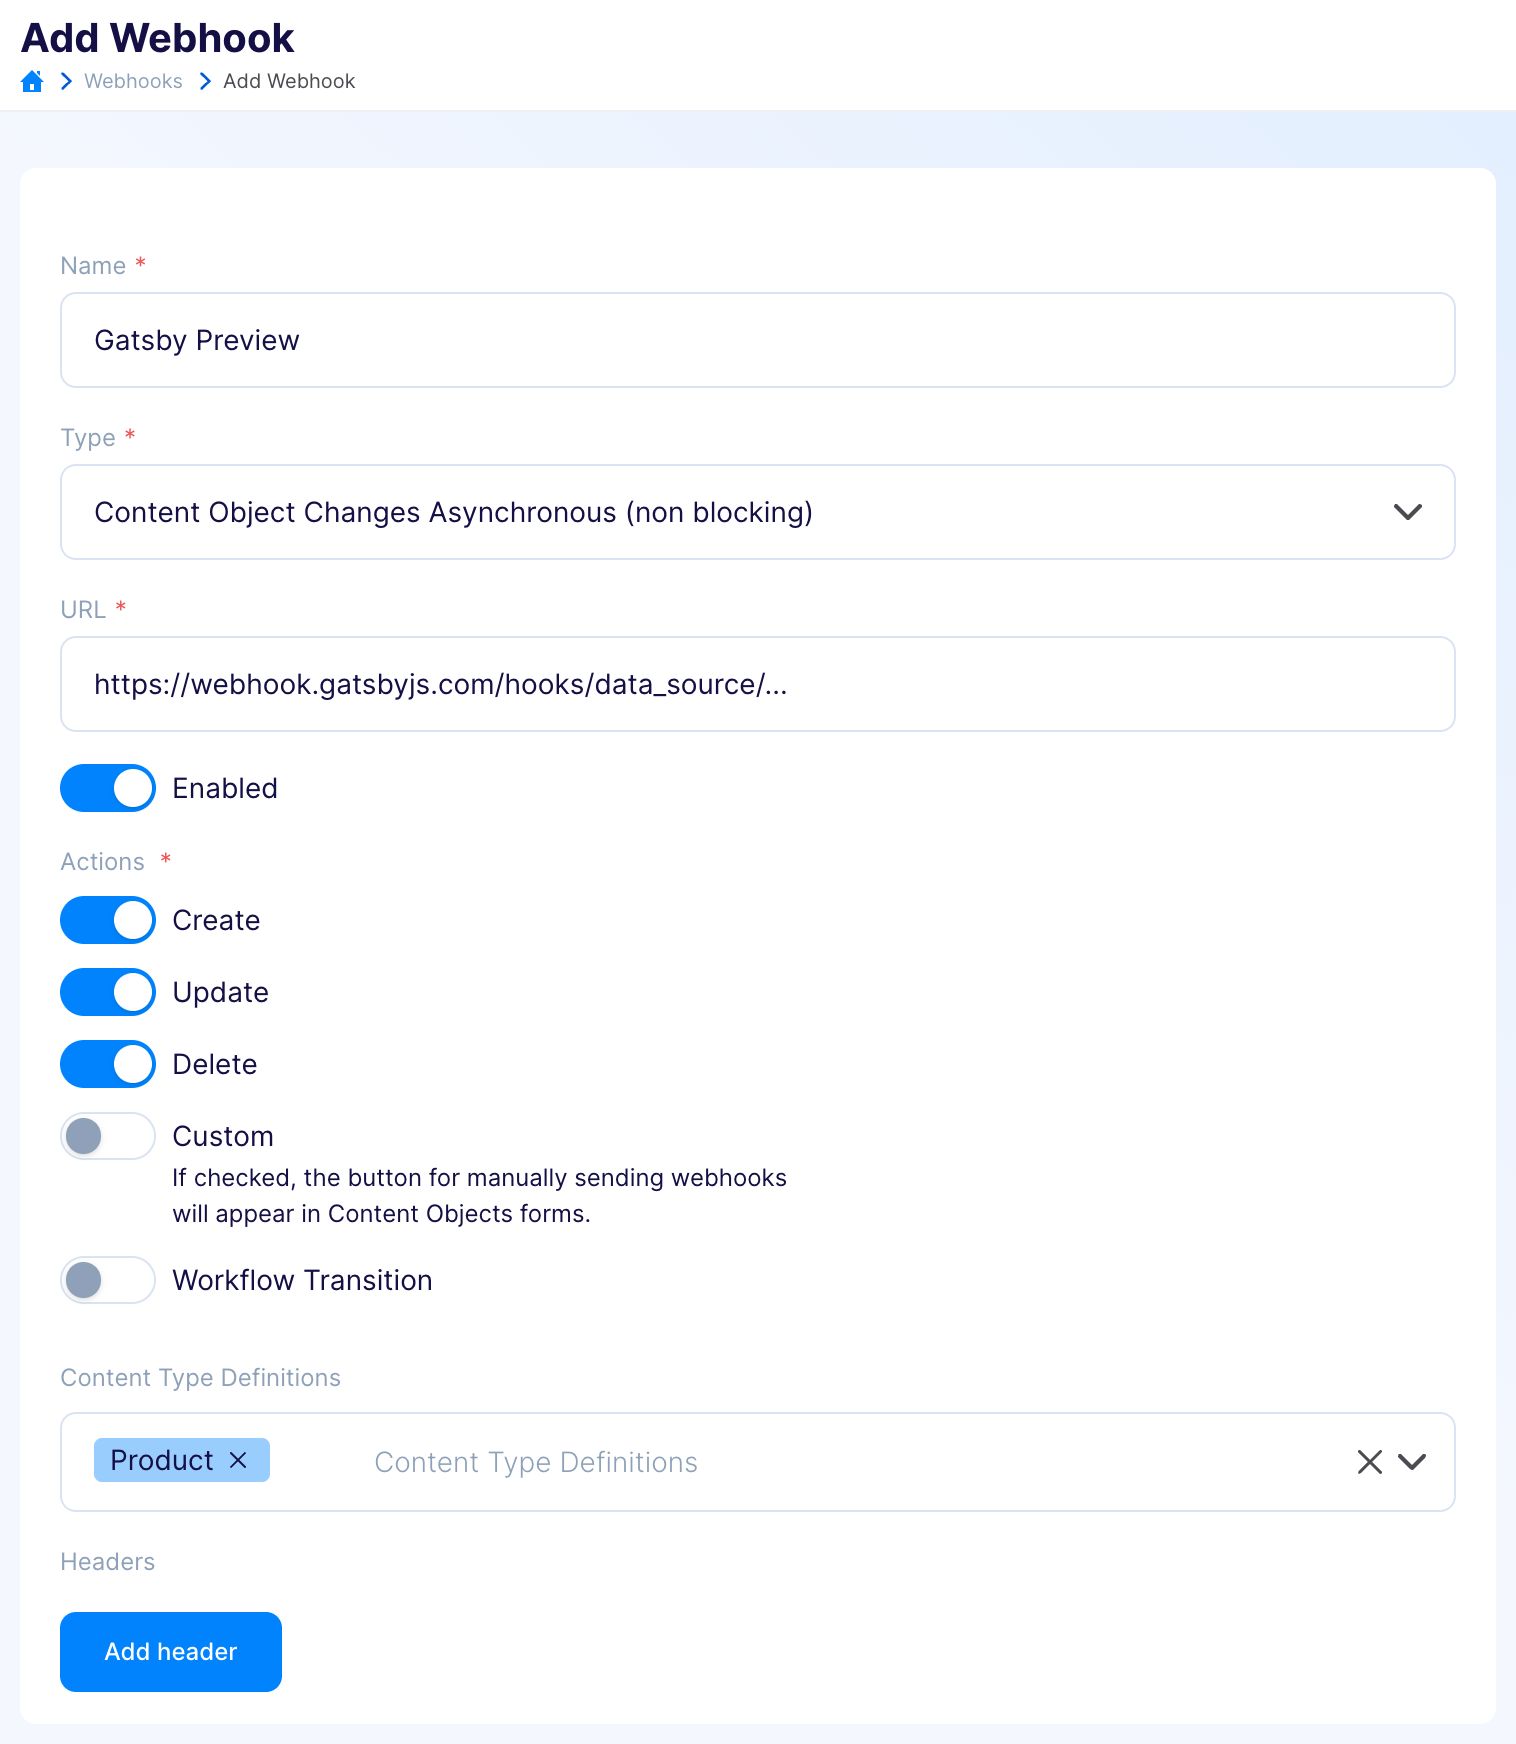 Add Webhook
Webhooks Add Webhook
Name *
Gatsby Preview
Type *
Content Object Changes Asynchronous (non blocking)
URL *
https://webhook.gatsbyjs.com/hooks/data_source/...
Enabled
Actions *
Create
Update
Delete
Custom
If checked, the button for manually sending webhooks
will appear in Content Objects forms.
Workflow Transition
Content Type Definitions
Product Content Type Definitions
Headers
Add header